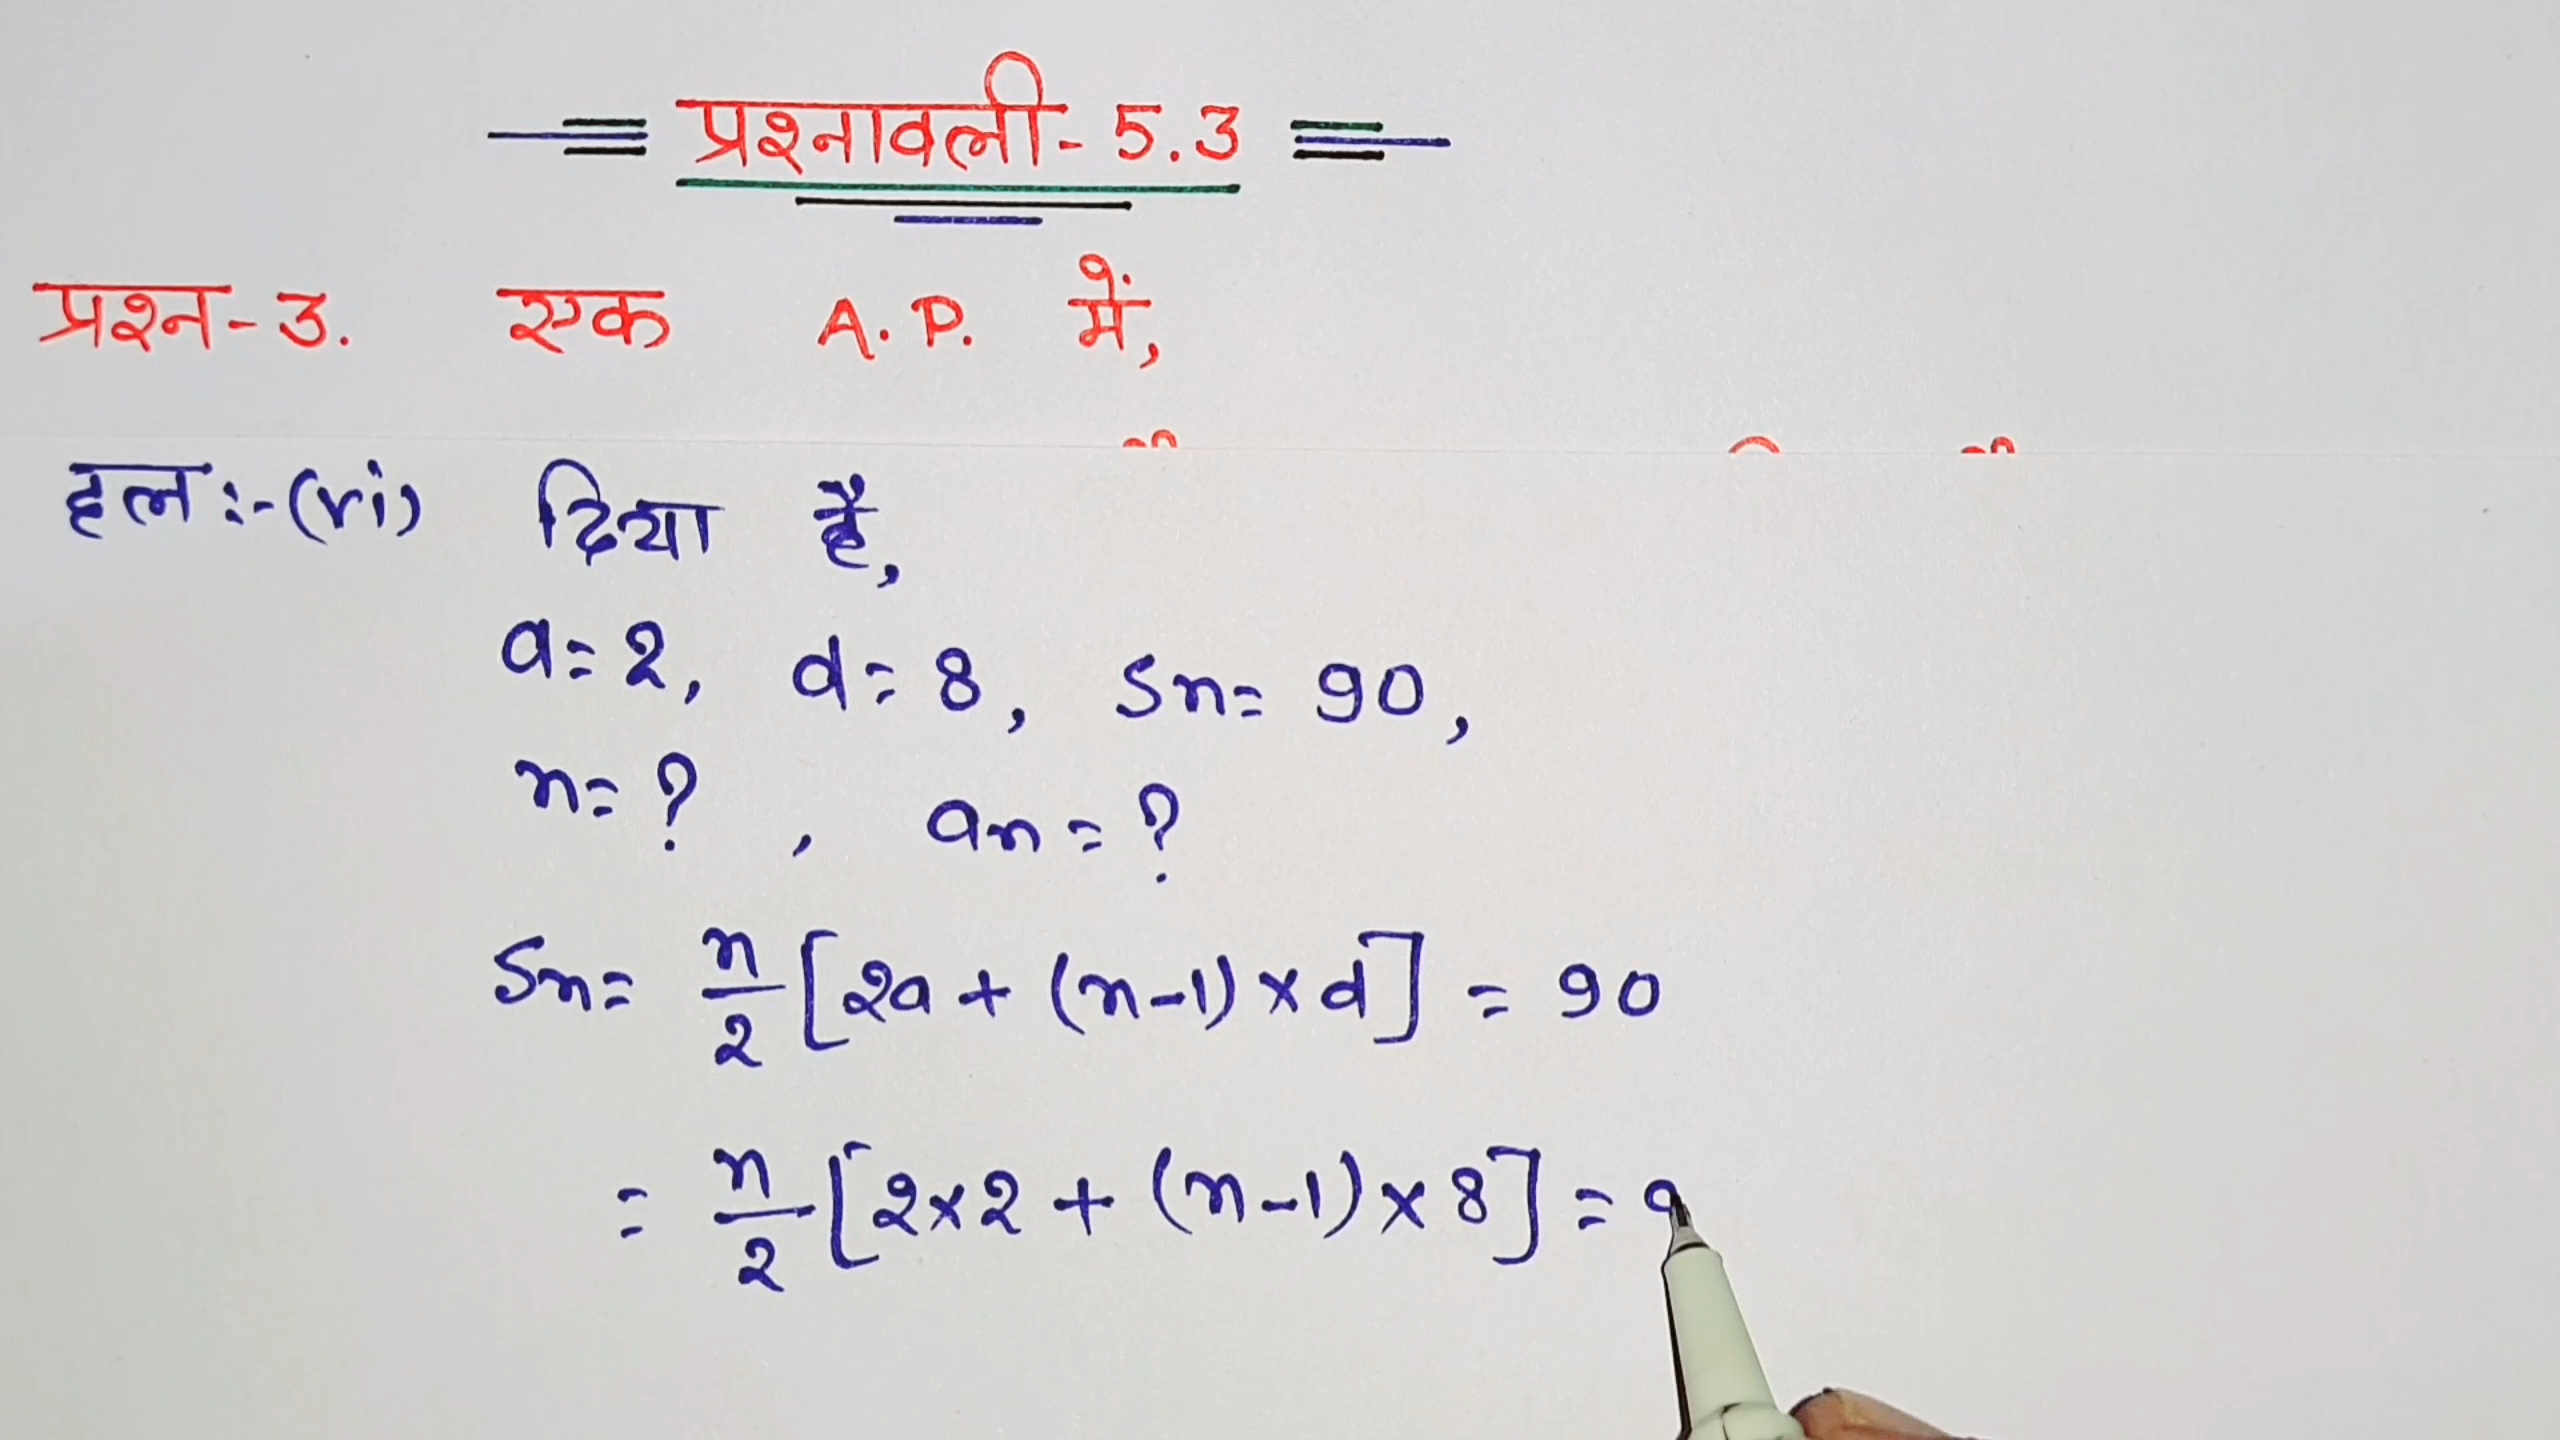 प्रश्नावली- 5.3
प्रश्न-3. एक A.P. में,
हल:-(vi) दिया है,
a=2, d=8, Sn= 90,
n=? , an=?
Sn= n/2 [2a+(n-1)×d] = 90
= n/2 [2×2+(n-1)×8] = 9